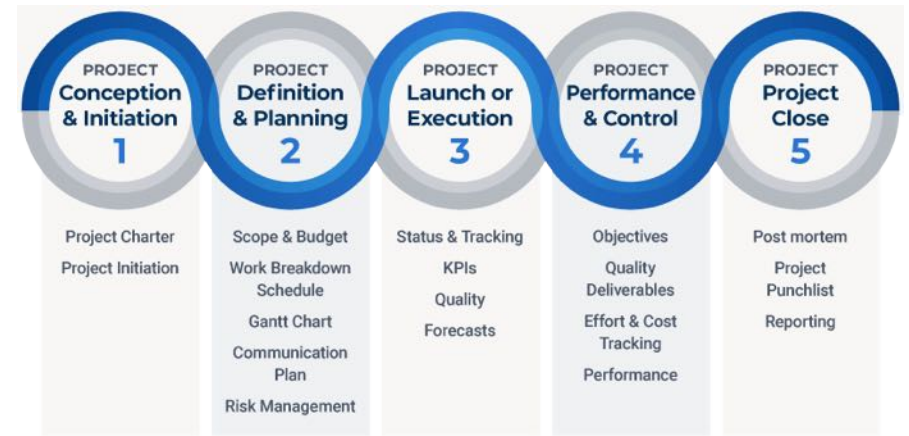 PROJECT
Conception
& Initiation
1
Project Charter
Project Initiation
PROJECT
Definition
& Planning
2
Scope & Budget
Work Breakdown
Schedule
Gantt Chart
Communication
Plan
Risk Management
PROJECT
Launch or
Execution
3
Status & Tracking
KPIs
Quality
Forecasts
PROJECT
Performance
& Control
4
Objectives
Quality
Deliverables
Effort & Cost
Tracking
Performance
PROJECT
Project
Close
5
Post mortem
Project
Punchlist
Reporting